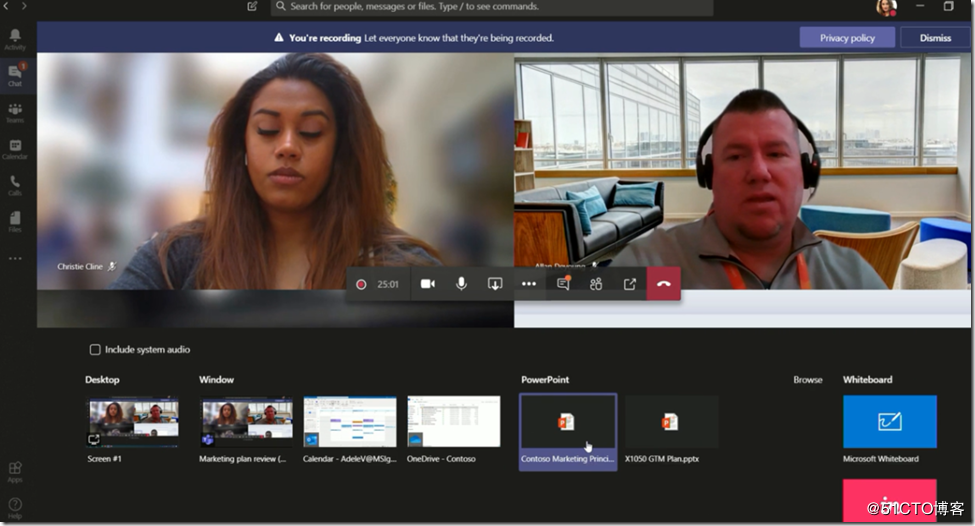 Search for people, messages or files. Type / to see commands.
You're recording Let everyone know that they're being recorded.
Privacy policy
Dismiss
Activity
Chat
1
Teams
Calendar
Calls
Files
Apps
Help
Christie Cline
25:01
Include system audio
Desktop
Window
PowerPoint
Browse
Whiteboard
Screen #1
Marketing plan review (...
Calendar - AdeleV@MSIg...
OneDrive - Contoso
Contoso Marketing Princi...
X1050 GTM Plan.pptx
Microsoft Whiteboard
in
@51CTO博客